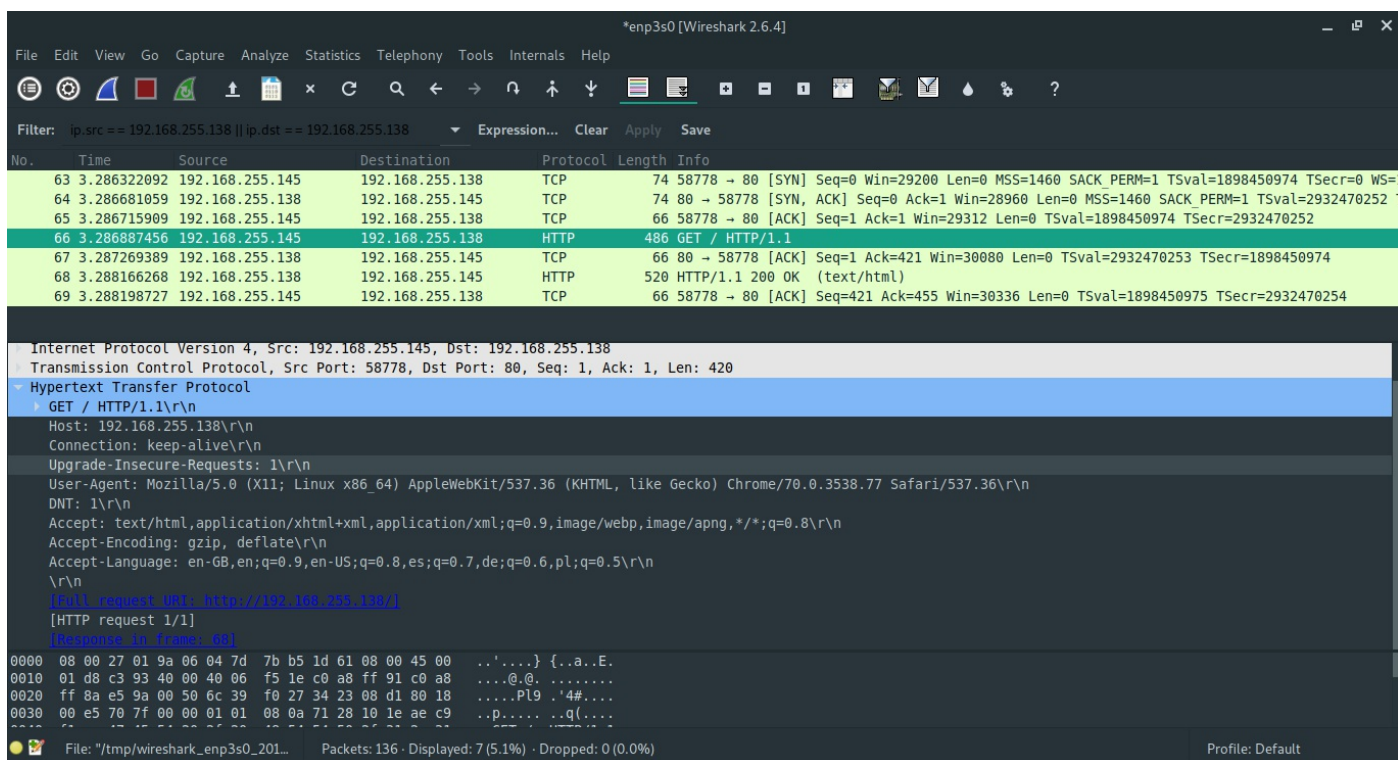 *enp3s0 [Wireshark 2.6.4]
File Edit View Go Capture Analyze Statistics Telephony Tools Internals Help
Filter: ip.src == 192.168.255.138 || ip.dst == 192.168.255.138 Expression... Clear Apply Save
No. Time Source Destination Protocol Length Info
63 3.286322092 192.168.255.145 192.168.255.138 TCP 74 58778 → 80 [SYN] Seq=0 Win=29200 Len=0 MSS=1460 SACK_PERM=1 TSval=1898450974 TSecr=0 WS=
64 3.286681059 192.168.255.138 192.168.255.145 TCP 74 80 → 58778 [SYN, ACK] Seq=0 Ack=1 Win=28960 Len=0 MSS=1460 SACK_PERM=1 TSval=2932470252
65 3.286715909 192.168.255.145 192.168.255.138 TCP 66 58778 → 80 [ACK] Seq=1 Ack=1 Win=29312 Len=0 TSval=1898450974 TSecr=2932470252
66 3.286887456 192.168.255.145 192.168.255.138 HTTP 486 GET / HTTP/1.1
67 3.287269389 192.168.255.138 192.168.255.145 TCP 66 80 → 58778 [ACK] Seq=1 Ack=421 Win=30080 Len=0 TSval=2932470253 TSecr=1898450974
68 3.288166268 192.168.255.138 192.168.255.145 HTTP 520 HTTP/1.1 200 OK (text/html)
69 3.288198727 192.168.255.145 192.168.255.138 TCP 66 58778 → 80 [ACK] Seq=421 Ack=455 Win=30336 Len=0 TSval=1898450975 TSecr=2932470254
Internet Protocol Version 4, Src: 192.168.255.145, Dst: 192.168.255.138
Transmission Control Protocol, Src Port: 58778, Dst Port: 80, Seq: 1, Ack: 1, Len: 420
Hypertext Transfer Protocol
GET / HTTP/1.1\r\n
Host: 192.168.255.138\r\n
Connection: keep-alive\r\n
Upgrade-Insecure-Requests: 1\r\n
User-Agent: Mozilla/5.0 (X11; Linux x86_64) AppleWebKit/537.36 (KHTML, like Gecko) Chrome/70.0.3538.77 Safari/537.36\r\n
DNT: 1\r\n
Accept: text/html,application/xhtml+xml,application/xml;q=0.9,image/webp,image/apng,*/*;q=0.8\r\n
Accept-Encoding: gzip, deflate\r\n
Accept-Language: en-GB,en;q=0.9,en-US;q=0.8,es;q=0.7,de;q=0.6,pl;q=0.5\r\n
\r\n
[Full request URI: http://192.168.255.138/]
[HTTP request 1/1]
[Response in frame: 68]
0000 08 00 27 01 9a 06 04 7d 7b b5 1d 61 08 00 45 00 ..'....} {..a..E.
0010 01 d8 c3 93 40 00 40 06 f5 1e c0 a8 ff 91 c0 a8 ....@.@. ........
0020 ff 8a e5 9a 00 50 6c 39 f0 27 34 23 08 d1 80 18 .....Pl9 .'4#....
0030 00 e5 70 7f 00 00 01 01 08 0a 71 28 10 1e ae c9 ..p..... ..q(....
File: "/tmp/wireshark_enp3s0_201... Packets: 136 · Displayed: 7 (5.1%) · Dropped: 0 (0.0%) Profile: Default